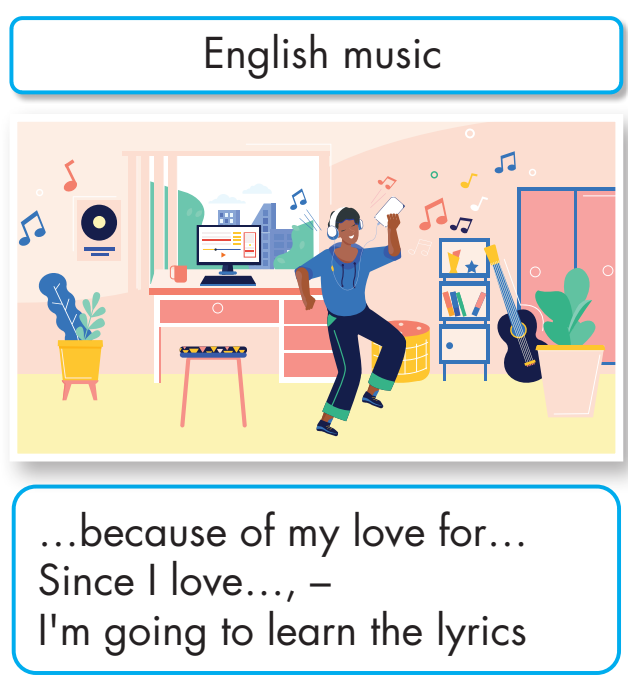 English music
…because of my love for…
Since I love…, –
I'm going to learn the lyrics